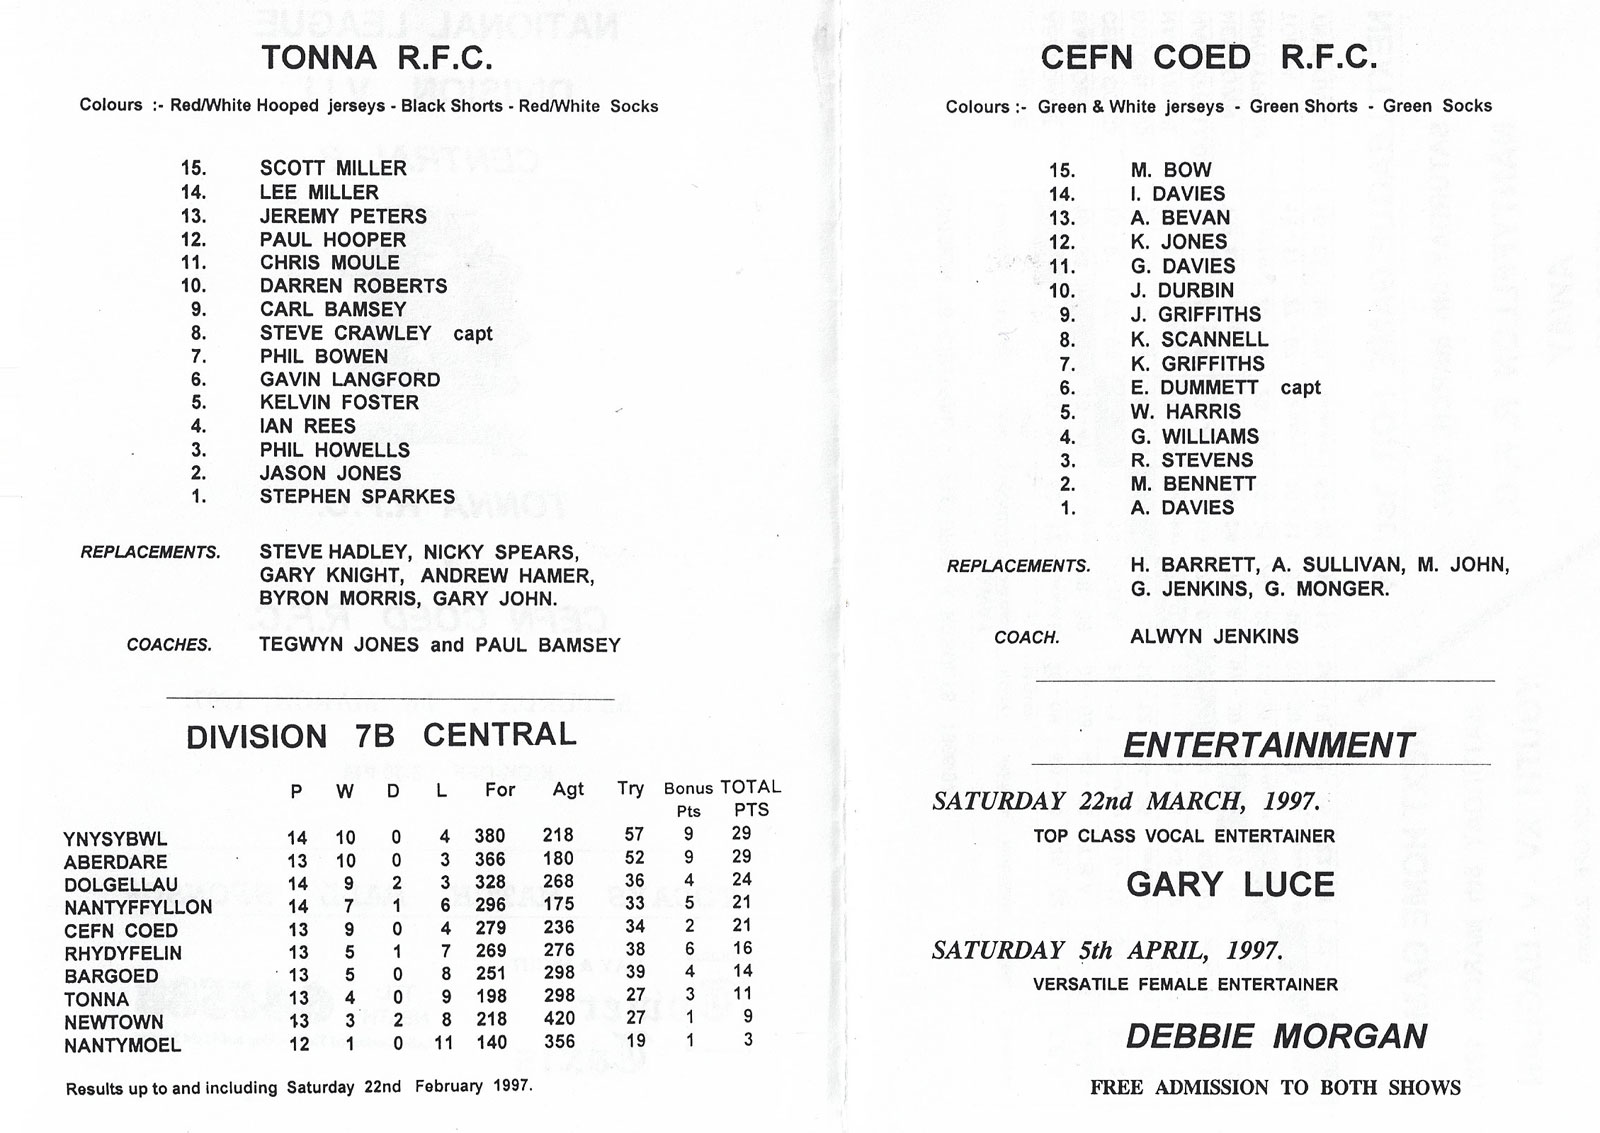 TONNA R.F.C.
Colours :- Red/White Hooped jerseys - Black Shorts - Red/White Socks
15. SCOTT MILLER
14. LEE MILLER
13. JEREMY PETERS
12. PAUL HOOPER
11. CHRIS MOULE
10. DARREN ROBERTS
9. CARL BAMSEY
8. STEVE CRAWLEY capt
7. PHIL BOWEN
6. GAVIN LANGFORD
5. KELVIN FOSTER
4. IAN REES
3. PHIL HOWELLS
2. JASON JONES
1. STEPHEN SPARKES
REPLACEMENTS. STEVE HADLEY, NICKY SPEARS,
GARY KNIGHT, ANDREW HAMER,
BYRON MORRIS, GARY JOHN.
COACHES. TEGWYN JONES and PAUL BAMSEY
DIVISION 7B CENTRAL
P W D L For Agt Try Bonus TOTAL
Pts PTS
YNYSYBWL 14 10 0 4 380 218 57 9 29
ABERDARE 13 10 0 3 366 180 52 9 29
DOLGELLAU 14 9 2 3 328 268 36 4 24
NANTYFFYLLON 14 7 1 6 296 175 33 5 21
CEFN COED 13 9 0 4 279 236 34 2 21
RHYDYFELIN 13 5 1 7 269 276 38 6 16
BARGOED 13 5 0 8 251 298 39 4 14
TONNA 13 4 0 9 198 298 27 3 11
NEWTOWN 13 3 2 8 218 420 27 1 9
NANTYMOEL 12 1 0 11 140 356 19 1 3
Results up to and including Saturday 22nd February 1997.
CEFN COED R.F.C.
Colours :- Green & White jerseys - Green Shorts - Green Socks
15. M. BOW
14. I. DAVIES
13. A. BEVAN
12. K. JONES
11. G. DAVIES
10. J. DURBIN
9. J. GRIFFITHS
8. K. SCANNELL
7. K. GRIFFITHS
6. E. DUMMETT capt
5. W. HARRIS
4. G. WILLIAMS
3. R. STEVENS
2. M. BENNETT
1. A. DAVIES
REPLACEMENTS. H. BARRETT, A. SULLIVAN, M. JOHN,
G. JENKINS, G. MONGER.
COACH. ALWYN JENKINS
ENTERTAINMENT
SATURDAY 22nd MARCH, 1997.
TOP CLASS VOCAL ENTERTAINER
GARY LUCE
SATURDAY 5th APRIL, 1997.
VERSATILE FEMALE ENTERTAINER
DEBBIE MORGAN
FREE ADMISSION TO BOTH SHOWS